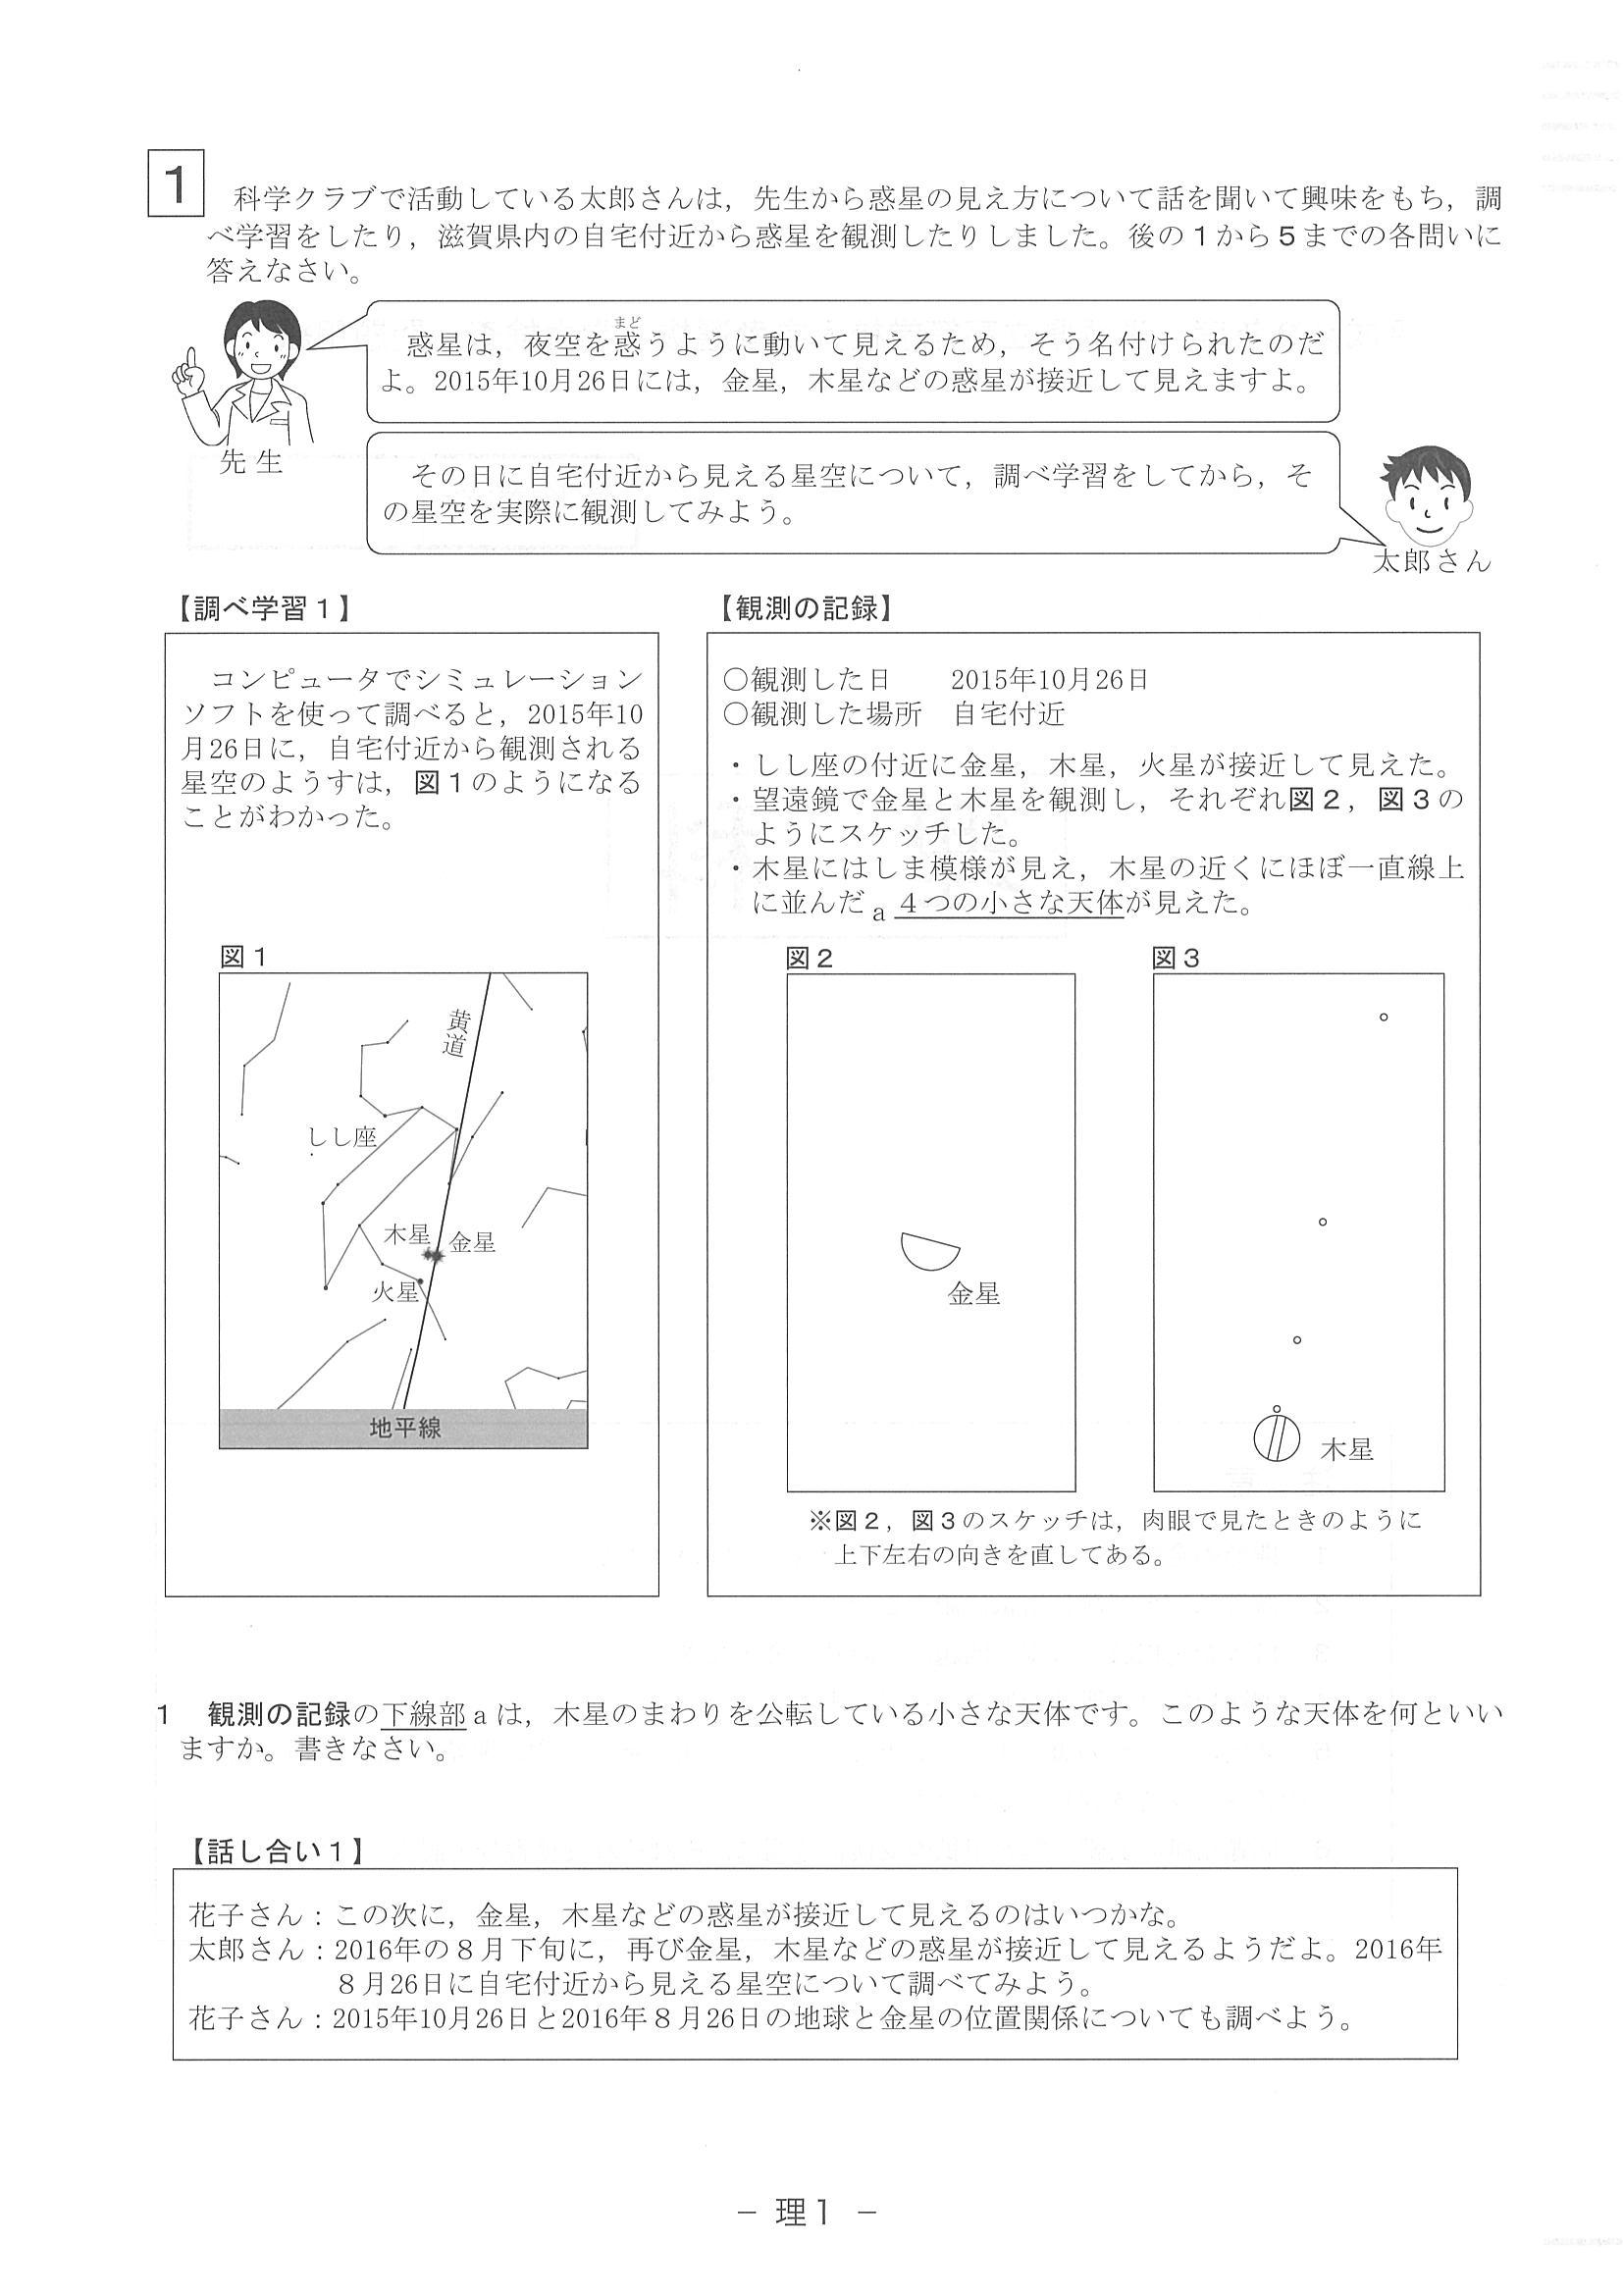 1
科学クラブで活動している太郎さんは，先生から惑星の見え方について話を聞いて興味をもち，調
べ学習をしたり，滋賀県内の自宅付近から惑星を観測したりしました。後の1から5までの各問いに
答えなさい。
まど
惑星は，夜空を惑うように動いて見えるため，そう名付けられたのだ
よ。2015年10月26日には，金星，木星などの惑星が接近して見えますよ。
先生
その日に自宅付近から見える星空について，調べ学習をしてから，そ
の星空を実際に観測してみよう。
太郎さん
【調べ学習1】
コンピュータでシミュレーション
ソフトを使って調べると，2015年10
月26日に，自宅付近から観測される
星空のようすは，図1のようになる
ことがわかった。
図1
黄道
しし座
木星
金星
火星
地平線
【観測の記録】
○観測した日　2015年10月26日
○観測した場所　自宅付近
・しし座の付近に金星，木星，火星が接近して見えた。
・望遠鏡で金星と木星を観測し，それぞれ図2，図3の
ようにスケッチした。
・木星にはしま模様が見え，木星の近くにほぼ一直線上
に並んだa 4つの小さな天体が見えた。
図2
金星
図3
木星
※図2，図3のスケッチは，肉眼で見たときのように
上下左右の向きを直してある。
1　観測の記録の下線部aは，木星のまわりを公転している小さな天体です。このような天体を何といい
ますか。書きなさい。
【話し合い1】
花子さん：この次に，金星，木星などの惑星が接近して見えるのはいつかな。
太郎さん：2016年の8月下旬に，再び金星，木星などの惑星が接近して見えるようだよ。2016年
8月26日に自宅付近から見える星空について調べてみよう。
花子さん：2015年10月26日と2016年8月26日の地球と金星の位置関係についても調べよう。
－ 理1 －